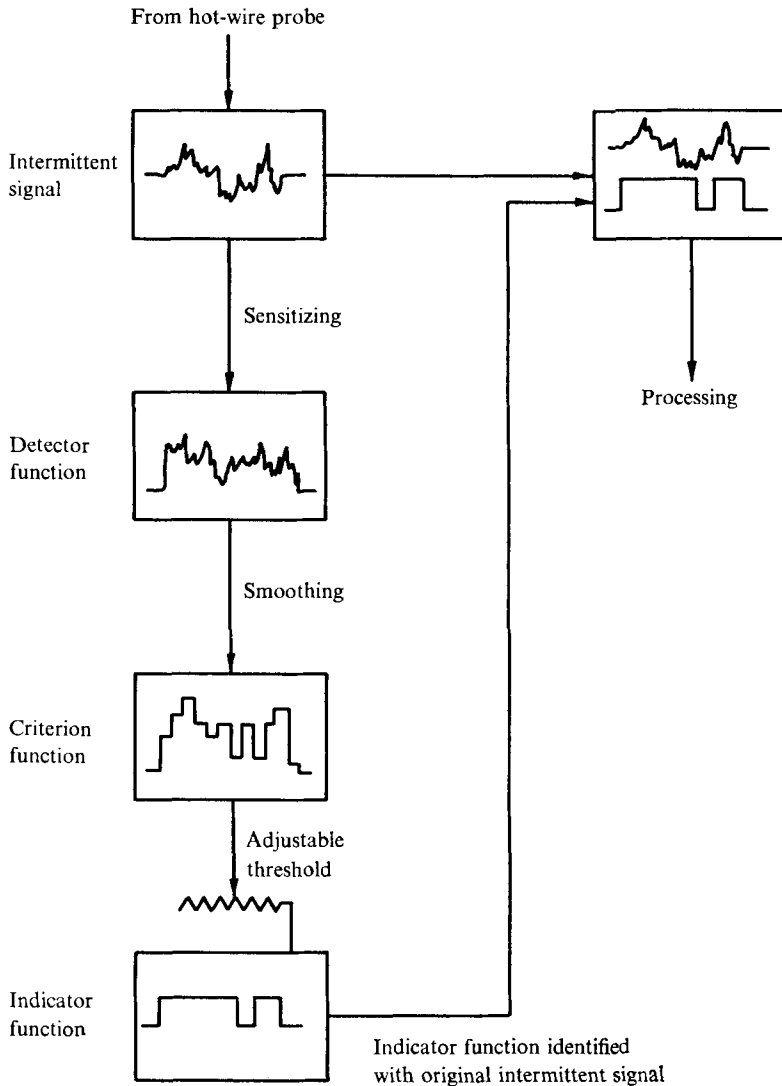 From hot-wire probe
Intermittent
signal
Sensitizing
Processing
Detector
function
Smoothing
Criterion
function
Adjustable
threshold
Indicator
function
Indicator function identified
with original intermittent signal